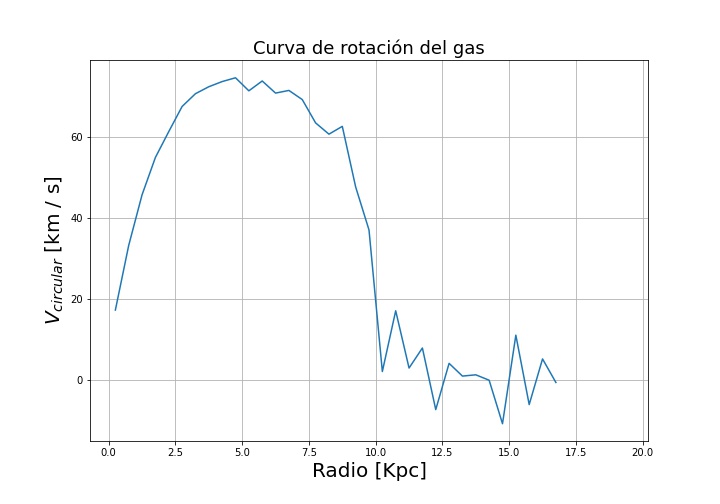 Curva de rotación del gas
V_circular [km / s]
60
40
20
0
0.0 2.5 5.0 7.5 10.0 12.5 15.0 17.5 20.0
Radio [Kpc]